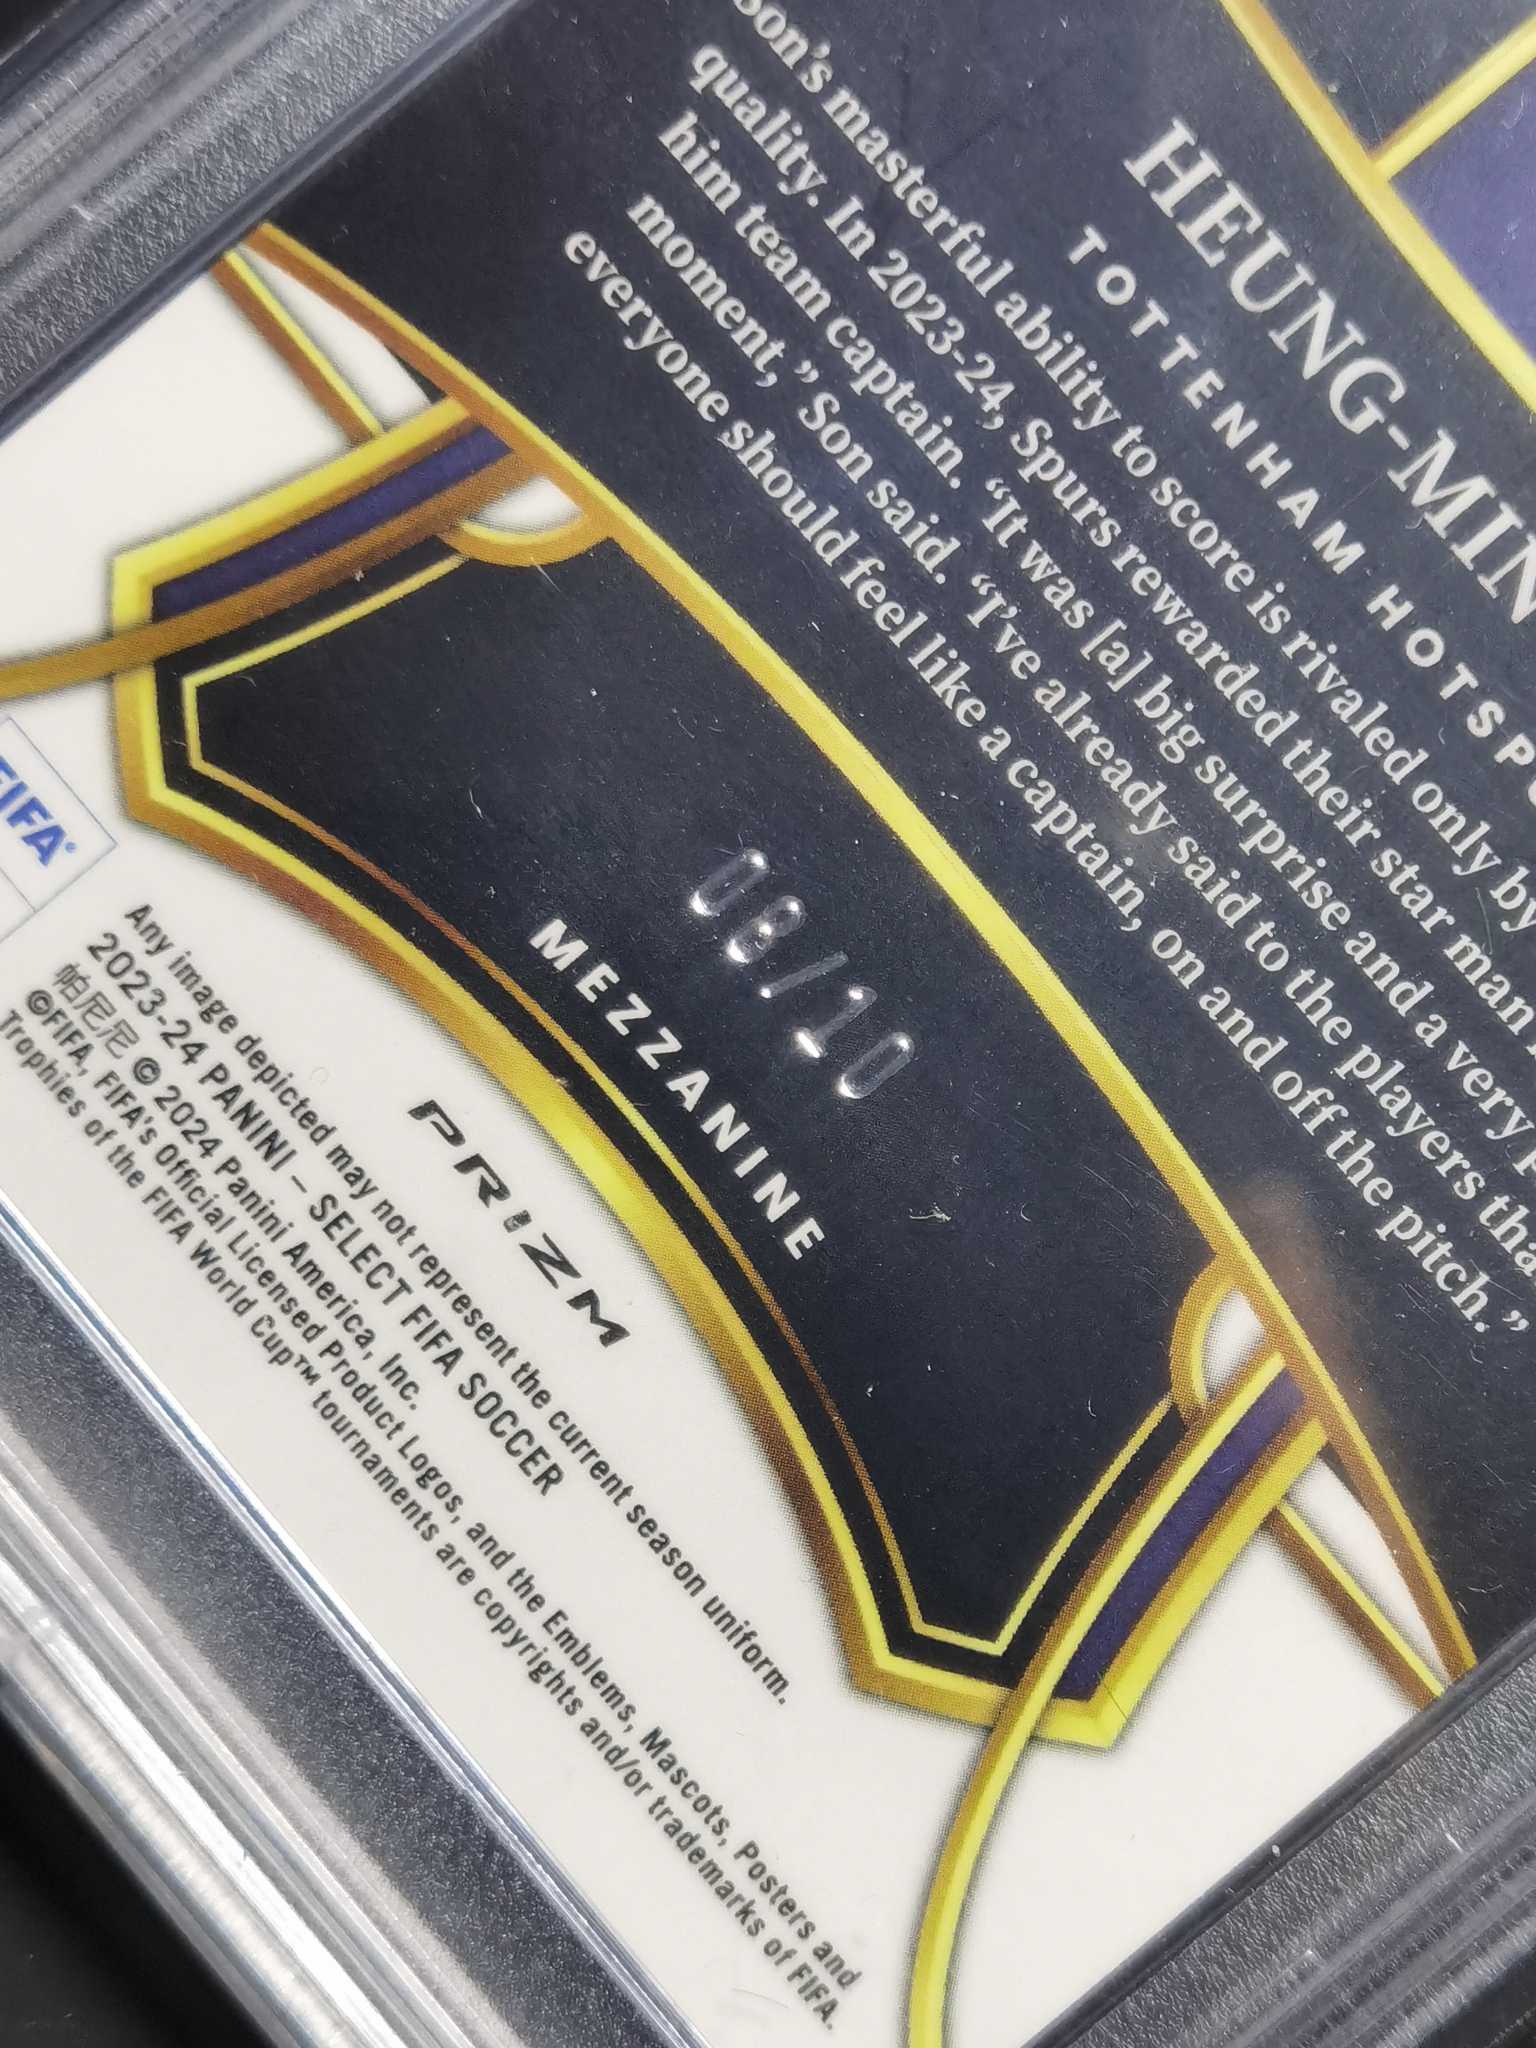 HEUNG-MIN
TOTTENHAM HOTSP
Son's masterful ability to score is rivaled only by
quality. In 2023-24, Spurs rewarded their star man
him team captain. “It was [a] big surprise and a very
moment,” Son said. “I've already said to the players tha
everyone should feel like a captain, on and off the pitch.”
08/10
MEZZANINE
PRIZM
FIFA
Any image depicted may not represent the current season uniform.
2023-24 PANINI – SELECT FIFA SOCCER
帕尼尼 © 2024 Panini America, Inc.
©FIFA, FIFA's Official Licensed Product Logos, and the Emblems, Mascots, Posters and
Trophies of the FIFA World Cup™ tournaments are copyrights and/or trademarks of FIFA.